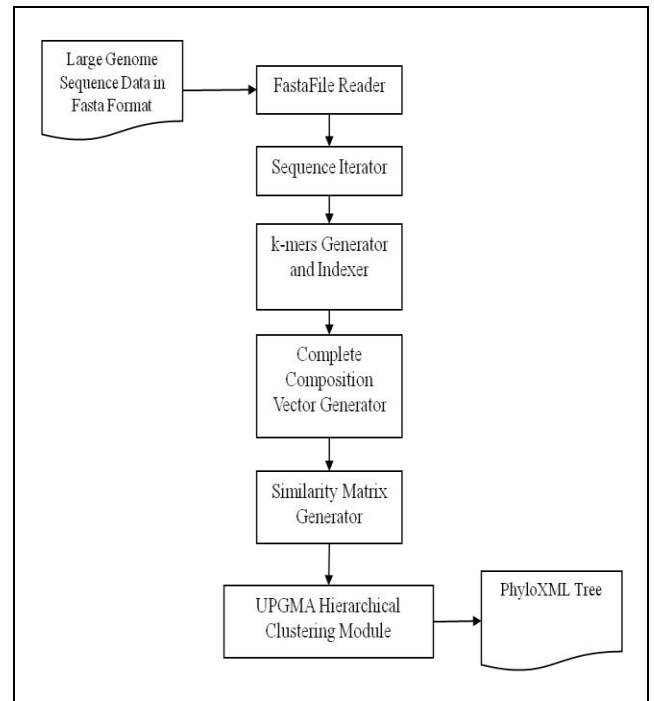 Large Genome
Sequence Data in
Fasta Format
FastaFile Reader
Sequence Iterator
k-mers Generator
and Indexer
Complete
Composition
Vector Generator
Similarity Matrix
Generator
UPGMA Hierarchical
Clustering Module
PhyloXML Tree